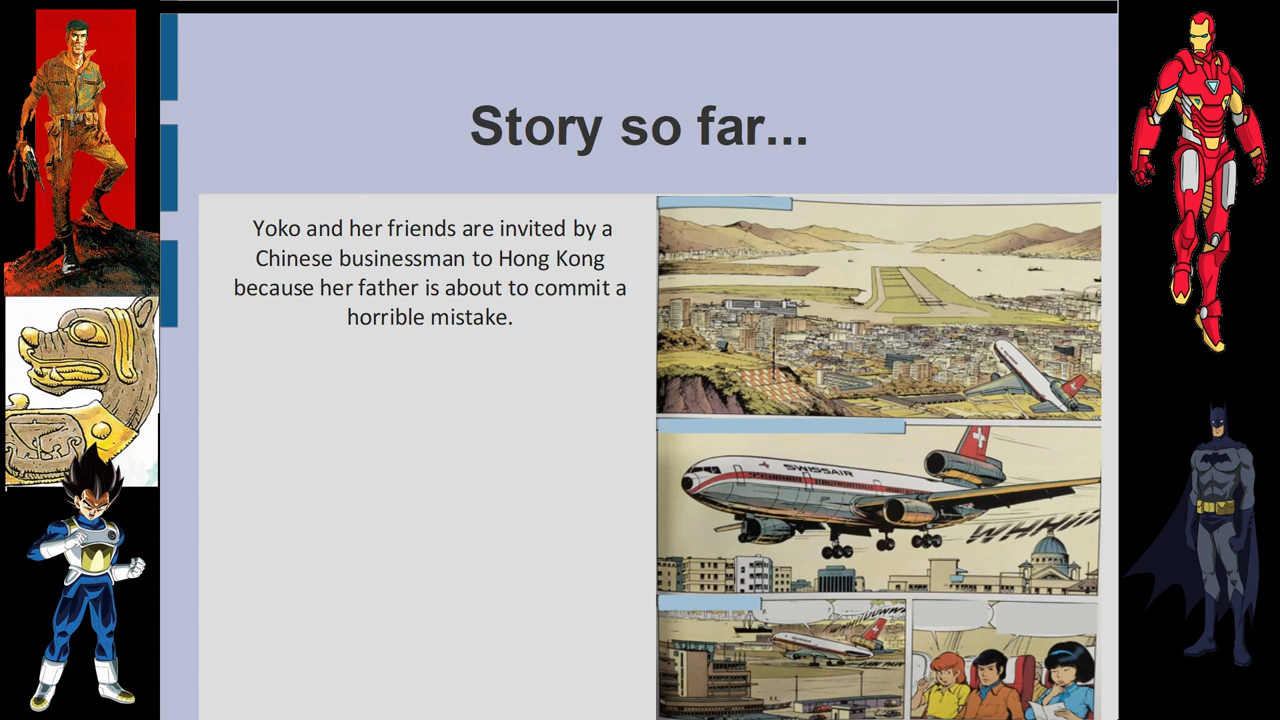 Story so far...
Yoko and her friends are invited by a
Chinese businessman to Hong Kong
because her father is about to commit a
horrible mistake.
SWISSAIR